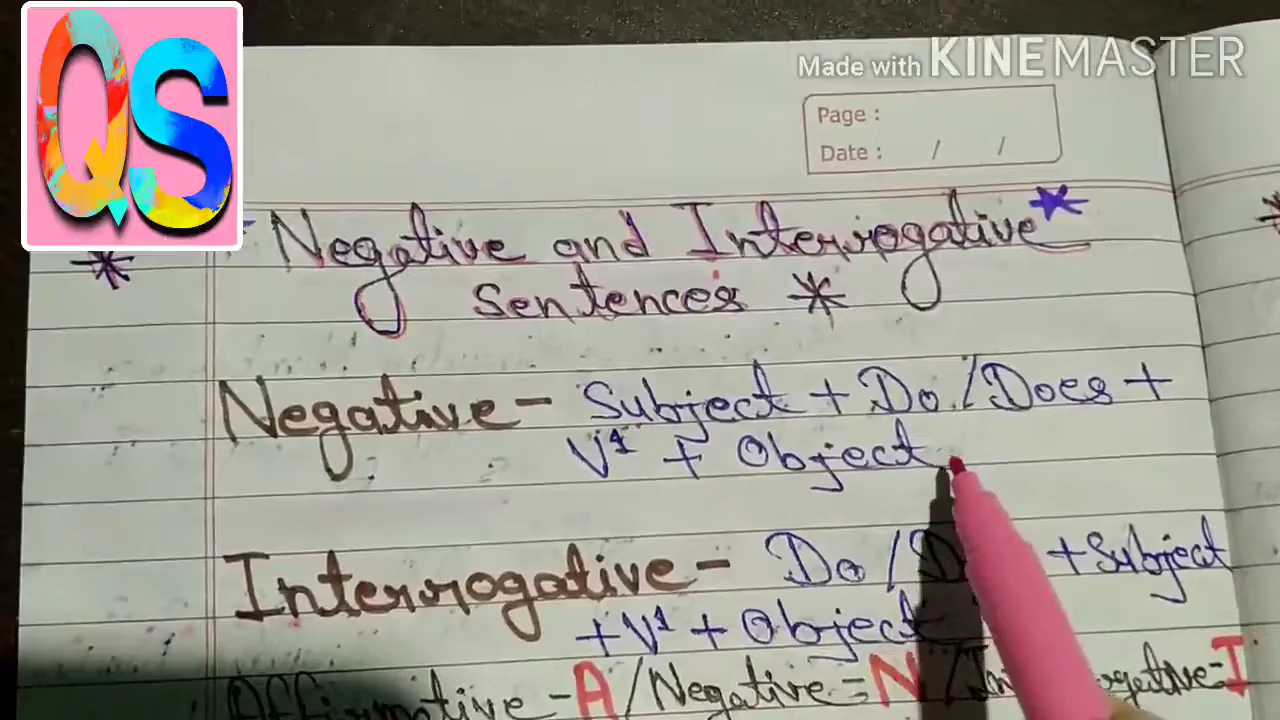 QS
Made with KINEMASTER
Page :
Date : / /
Negative and Interrogative
Sentences
Negative - Subject + Do / Does +
V¹ + Object
Interrogative - Do / + Subject
+ V¹ + Object
Affirmative - A / Negative = N / = I